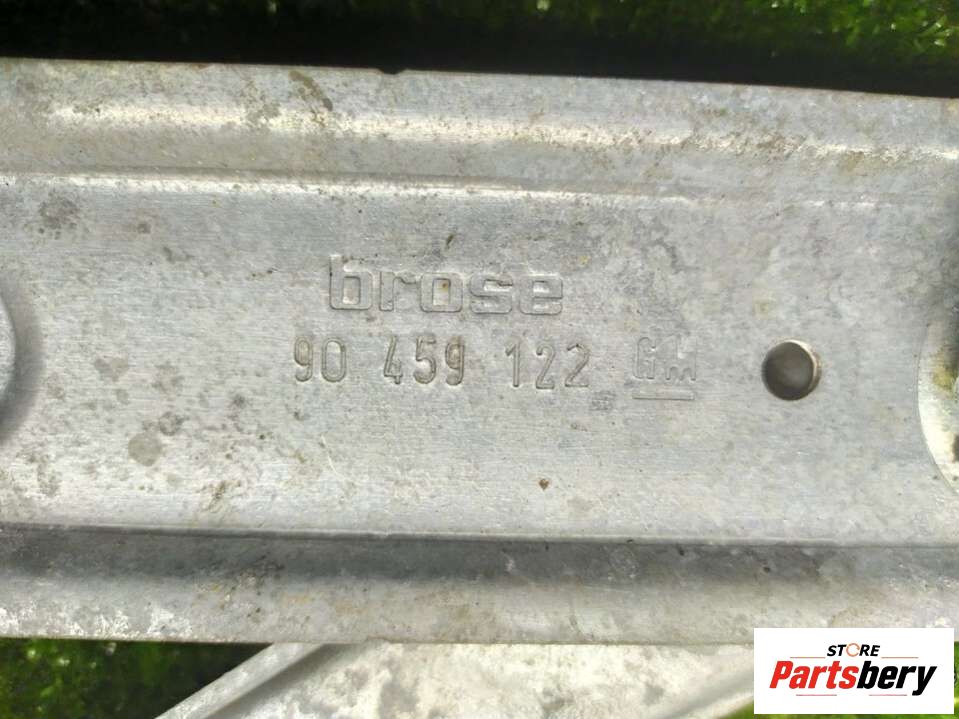 brose
90 459 122 GM
STORE
Partsbery